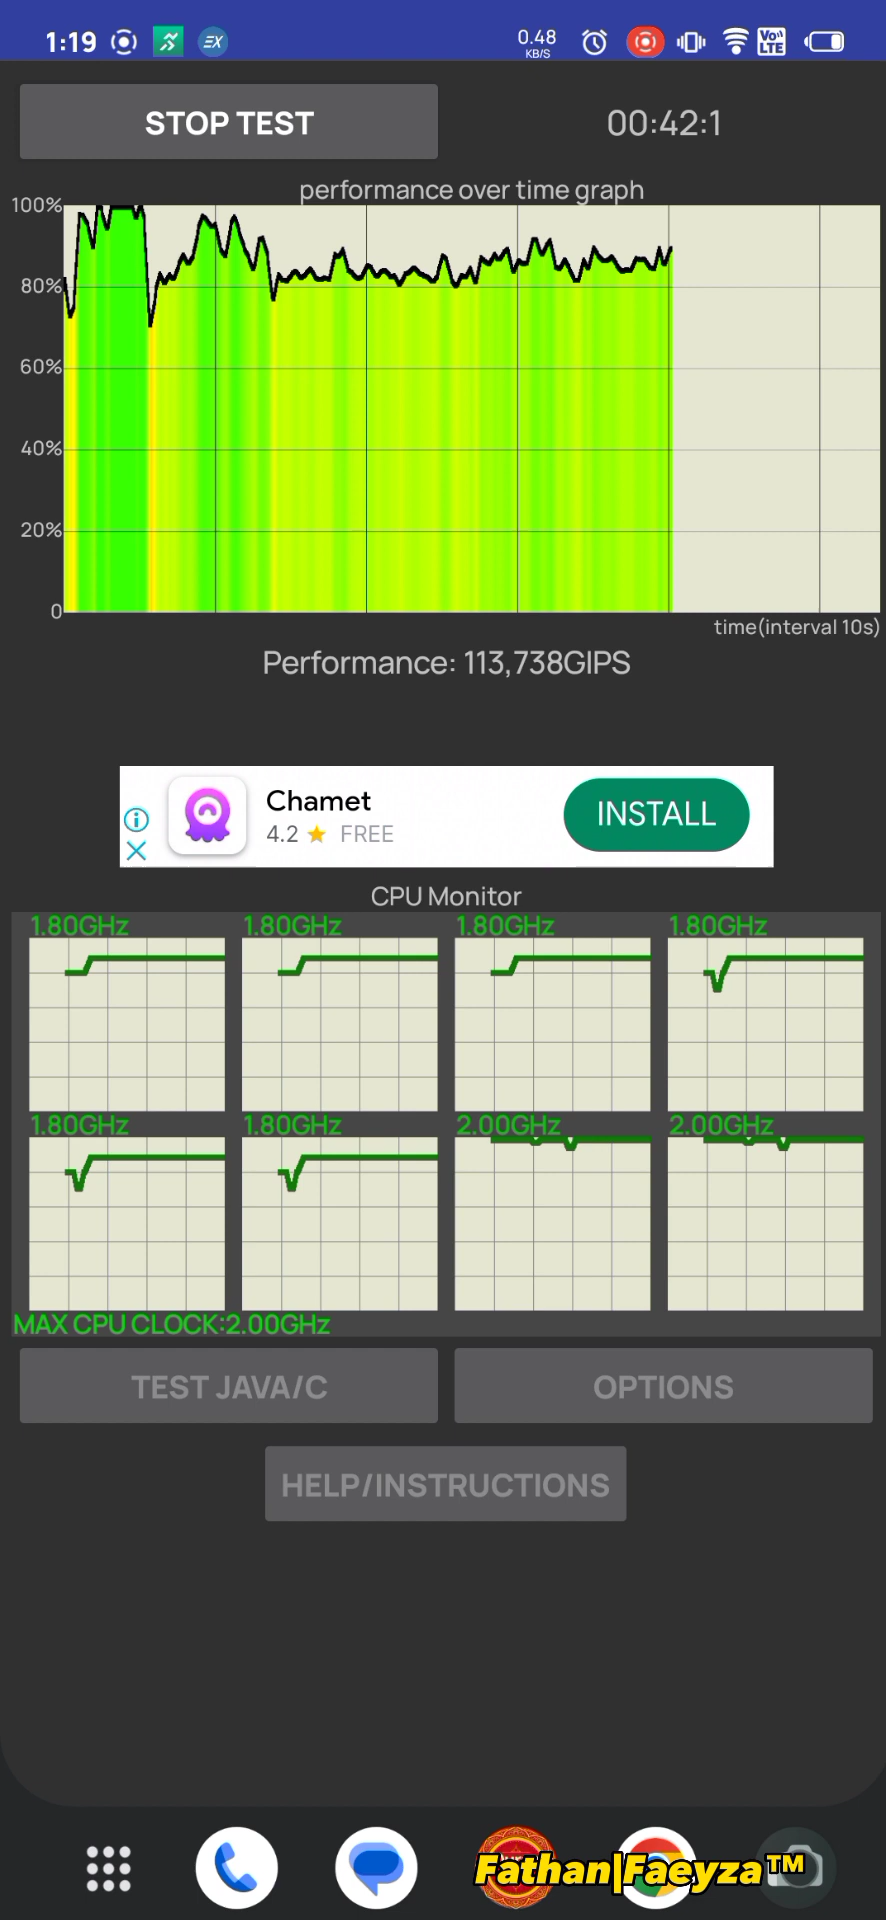 1:19 EX 0.48 KB/S Vo)) LTE
STOP TEST 00:42:1
performance over time graph
100%
80%
60%
40%
20%
0
time(interval 10s)
Performance: 113,738GIPS
Chamet
4.2 ★ FREE
INSTALL
CPU Monitor
1.80GHz 1.80GHz 1.80GHz 1.80GHz
1.80GHz 1.80GHz 2.00GHz 2.00GHz
MAX CPU CLOCK:2.00GHz
TEST JAVA/C OPTIONS
HELP/INSTRUCTIONS
Fathan|Faeyza™